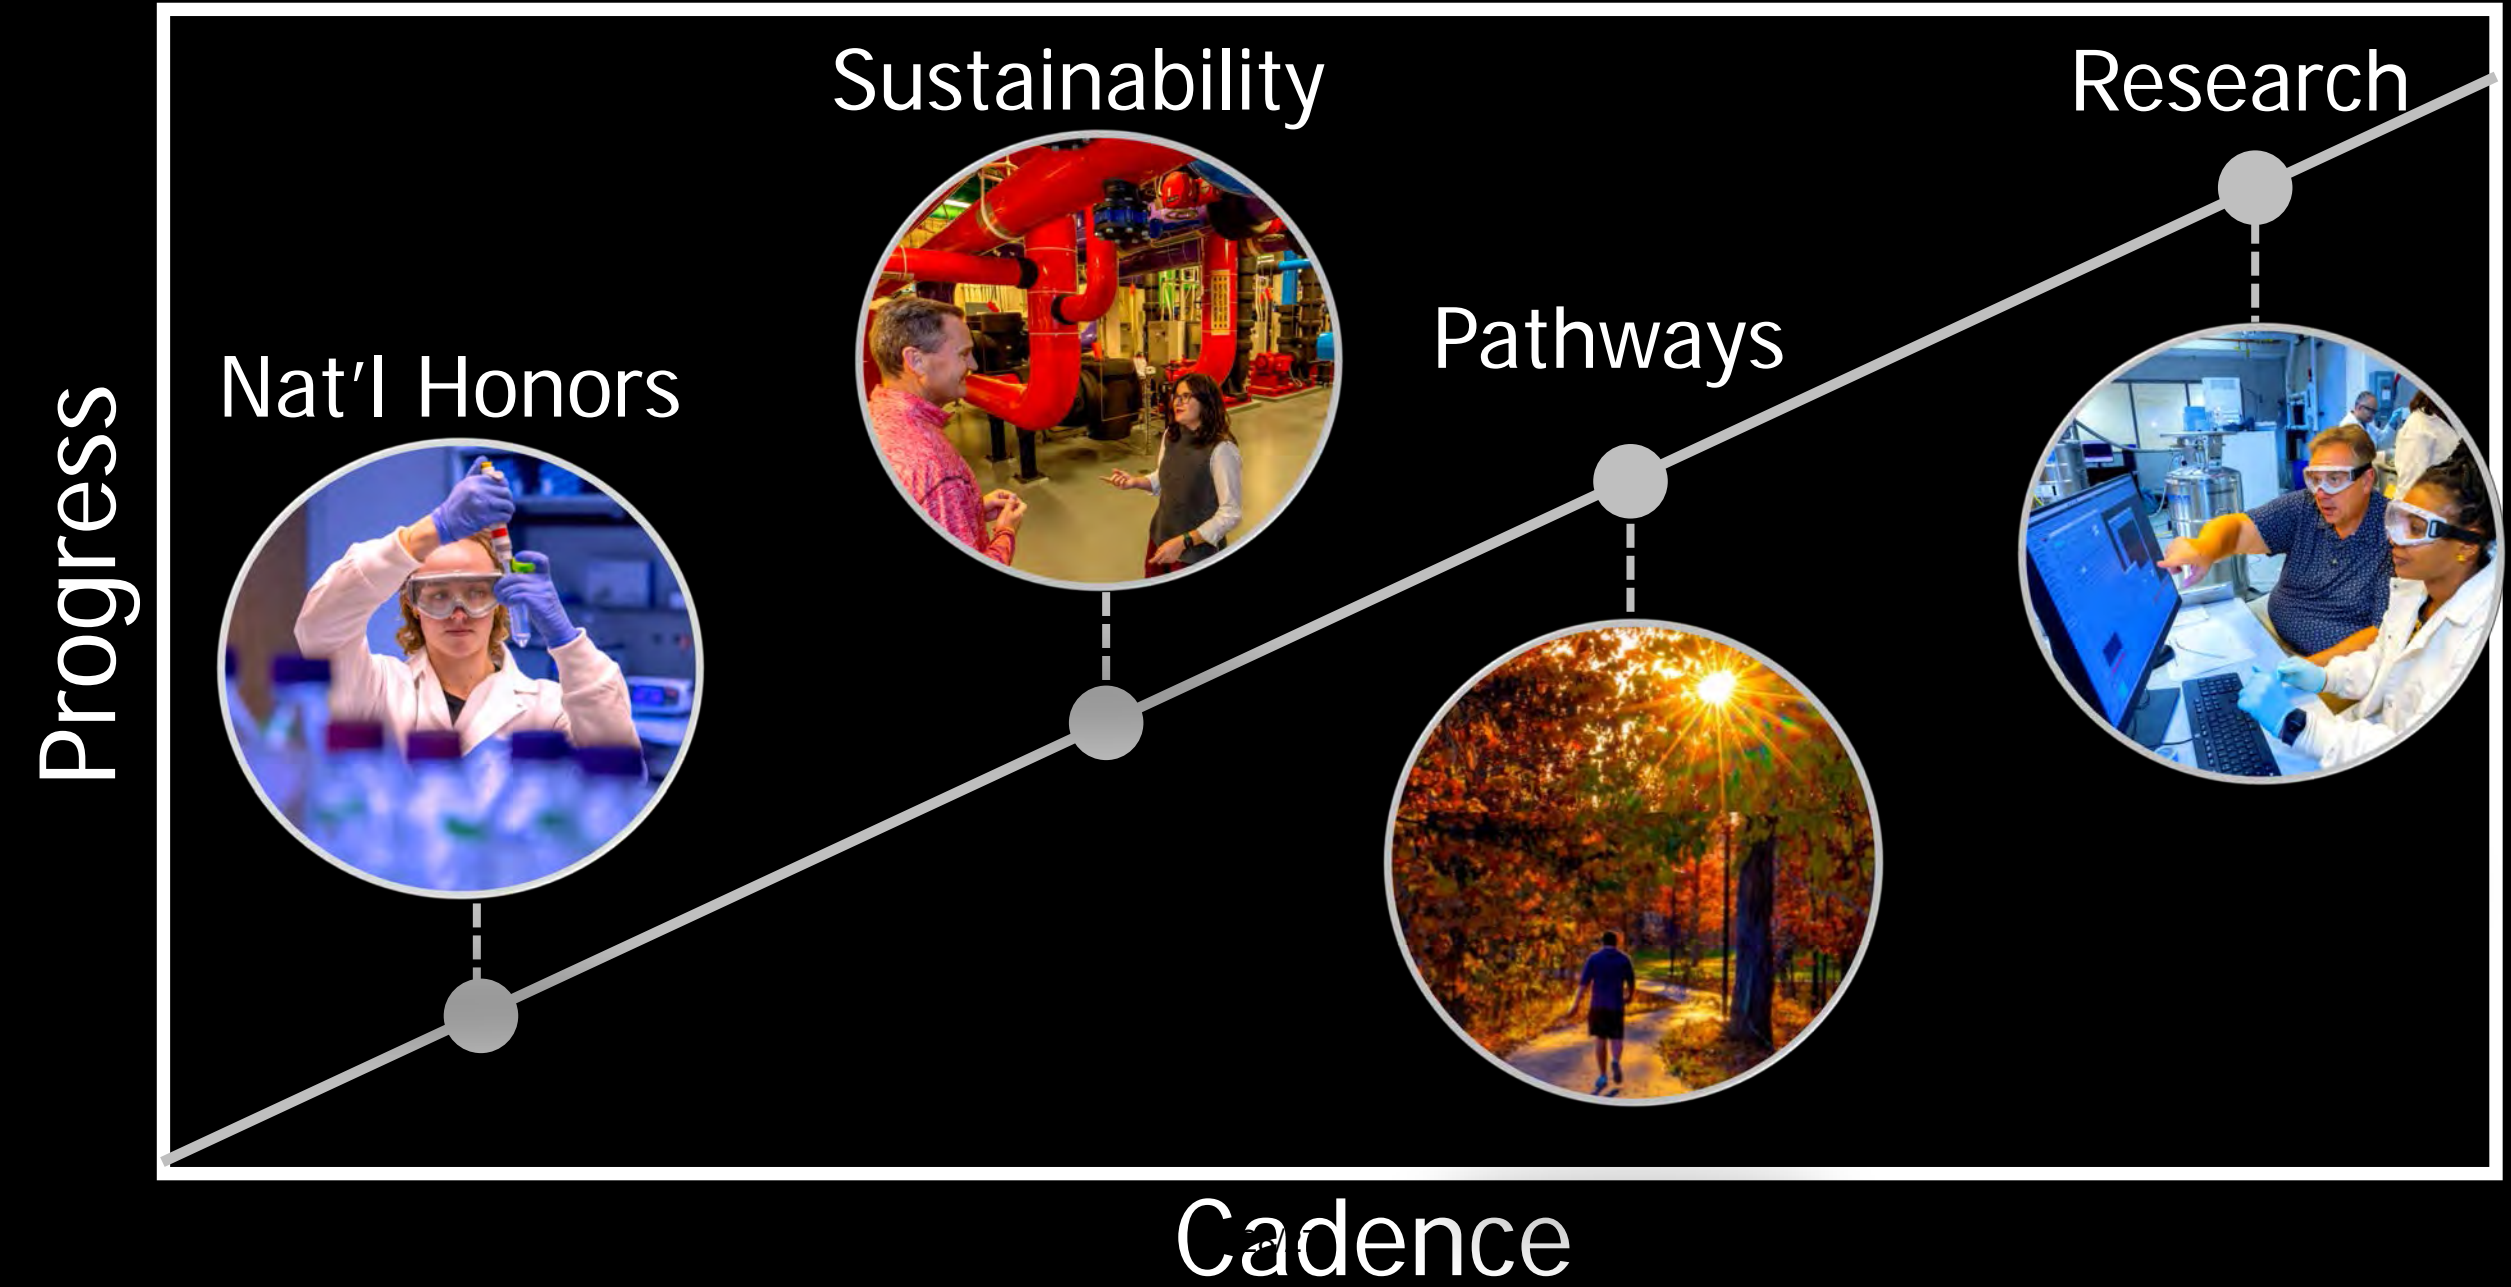 Sustainability
Research
Pathways
Nat’l Honors
Progress
Cadence